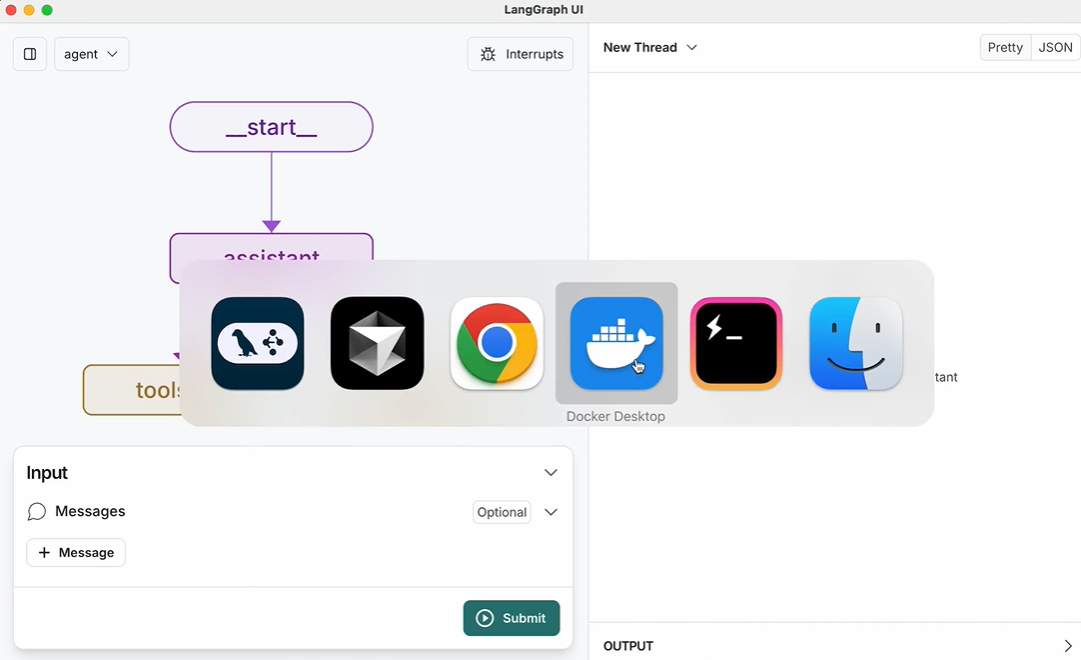 LangGraph UI
agent
Interrupts
New Thread
Pretty
JSON
__start__
assistant
tools
tant
Docker Desktop
Input
Messages
Optional
+ Message
Submit
OUTPUT